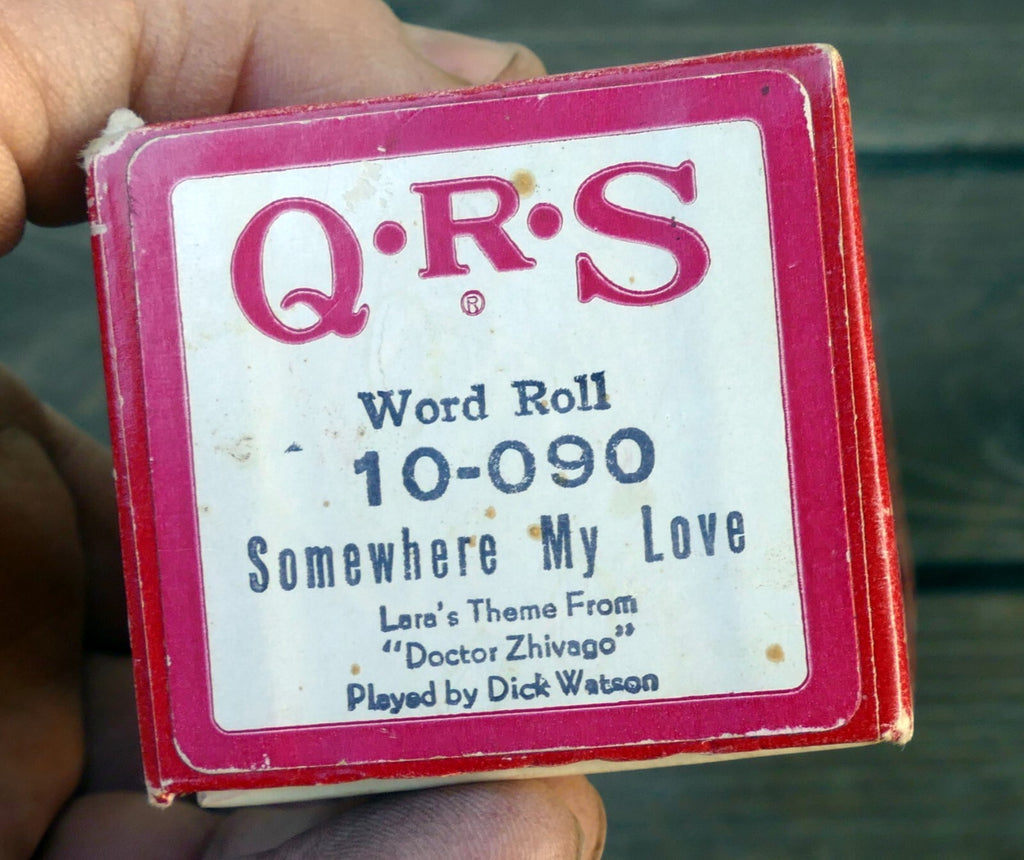 Q·R·S
®
Word Roll
10-090
Somewhere My Love
Lara's Theme From
"Doctor Zhivago"
Played by Dick Watson